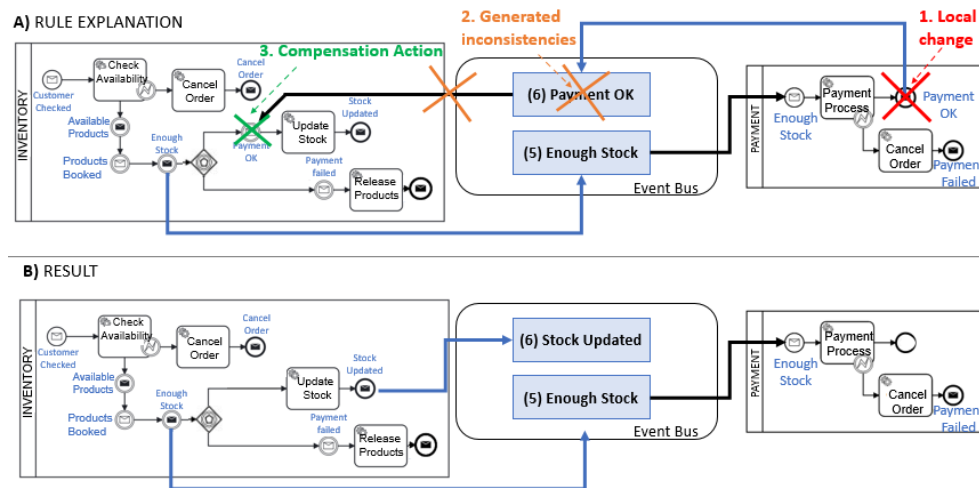 A) RULE EXPLANATION
2. Generated
inconsistencies
1. Local
change
3. Compensation Action
INVENTORY
Customer
Checked
Check
Availability
Cancel
Order
Cancel
Order
Available
Products
Products
Booked
Enough
Stock
Payment
OK
Update
Stock
Stock
Updated
Payment
failed
Release
Products
(6) Payment OK
(5) Enough Stock
Event Bus
PAYMENT
Enough
Stock
Payment
Process
Payment
OK
Cancel
Order
Payment
Failed
B) RESULT
INVENTORY
Customer
Checked
Check
Availability
Cancel
Order
Cancel
Order
Available
Products
Products
Booked
Enough
Stock
Update
Stock
Stock
Updated
Payment
failed
Release
Products
(6) Stock Updated
(5) Enough Stock
Event Bus
PAYMENT
Enough
Stock
Payment
Process
Cancel
Order
Payment
Failed